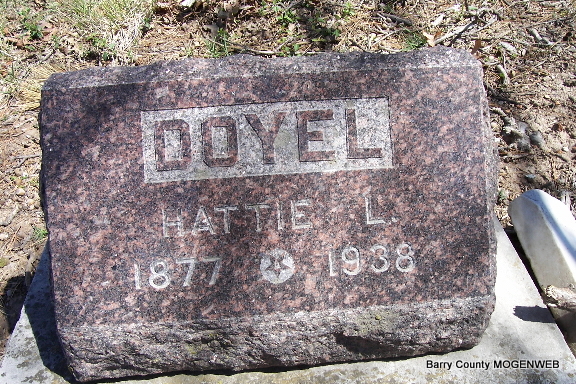 DOYEL
HATTIE L.
1877 1938
Barry County MOGENWEB